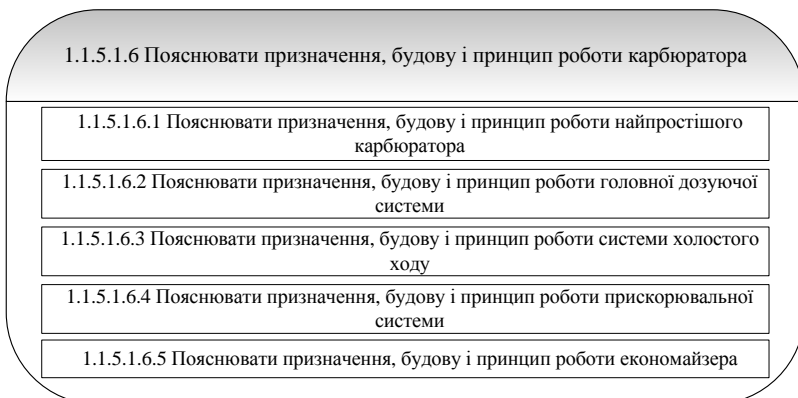 1.1.5.1.6 Пояснювати призначення, будову і принцип роботи карбюратора
1.1.5.1.6.1 Пояснювати призначення, будову і принцип роботи найпростішого
карбюратора
1.1.5.1.6.2 Пояснювати призначення, будову і принцип роботи головної дозуючої
системи
1.1.5.1.6.3 Пояснювати призначення, будову і принцип роботи системи холостого
ходу
1.1.5.1.6.4 Пояснювати призначення, будову і принцип роботи прискорювальної
системи
1.1.5.1.6.5 Пояснювати призначення, будову і принцип роботи економайзера